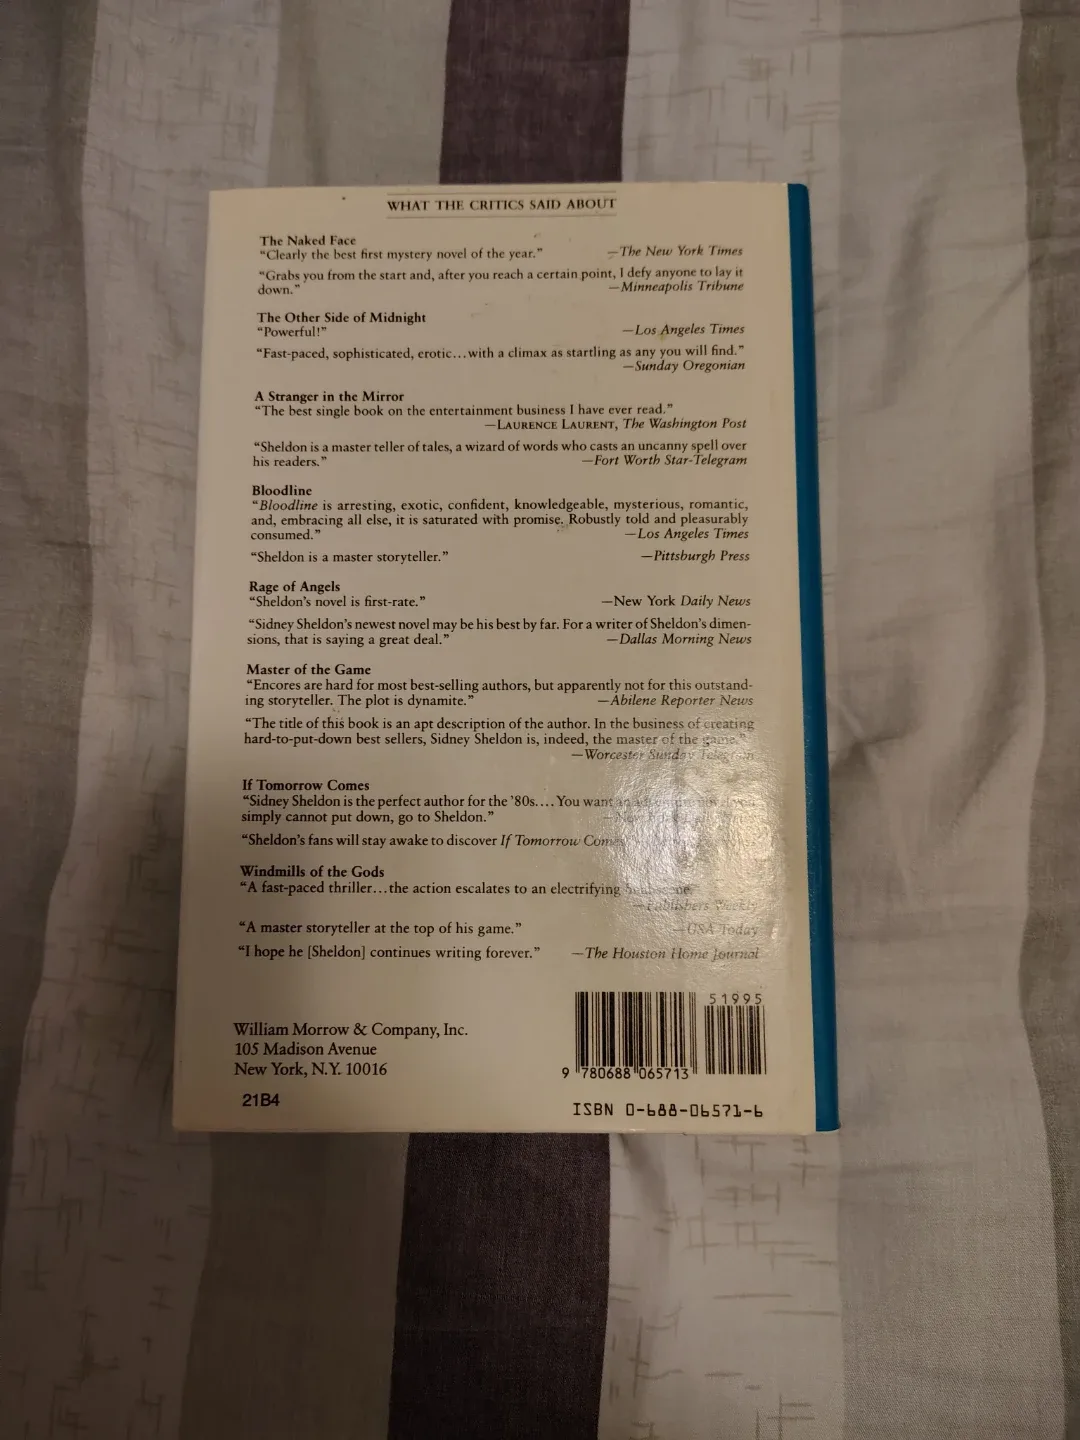 WHAT THE CRITICS SAID ABOUT
The Naked Face
“Clearly the best first mystery novel of the year.” —The New York Times
“Grabs you from the start and, after you reach a certain point, I defy anyone to lay it
down.” —Minneapolis Tribune
The Other Side of Midnight
“Powerful!” —Los Angeles Times
“Fast-paced, sophisticated, erotic...with a climax as startling as any you will find.”
—Sunday Oregonian
A Stranger in the Mirror
“The best single book on the entertainment business I have ever read.”
—LAURENCE LAURENT, The Washington Post
“Sheldon is a master teller of tales, a wizard of words who casts an uncanny spell over
his readers.” —Fort Worth Star-Telegram
Bloodline
“Bloodline is arresting, exotic, confident, knowledgeable, mysterious, romantic,
and, embracing all else, it is saturated with promise. Robustly told and pleasurably
consumed.” —Los Angeles Times
“Sheldon is a master storyteller.” —Pittsburgh Press
Rage of Angels
“Sheldon's novel is first-rate.” —New York Daily News
“Sidney Sheldon's newest novel may be his best by far. For a writer of Sheldon's dimen-
sions, that is saying a great deal.” —Dallas Morning News
Master of the Game
“Encores are hard for most best-selling authors, but apparently not for this outstand-
ing storyteller. The plot is dynamite.” —Abilene Reporter News
“The title of this book is an apt description of the author. In the business of creating
hard-to-put-down best sellers, Sidney Sheldon is, indeed, the master of the game.”
—Worcester Sunday Telegram
If Tomorrow Comes
“Sidney Sheldon is the perfect author for the '80s.... You want
simply cannot put down, go to Sheldon.”
“Sheldon's fans will stay awake to discover If Tomorrow Comes
Windmills of the Gods
“A fast-paced thriller...the action escalates to an electrifying
—Publishers Weekly
“A master storyteller at the top of his game.” —USA Today
“I hope he [Sheldon] continues writing forever.” —The Houston Home Journal
51995
William Morrow & Company, Inc.
105 Madison Avenue
New York, N.Y. 10016
9 780688 065713
21B4
ISBN 0-688-06571-6